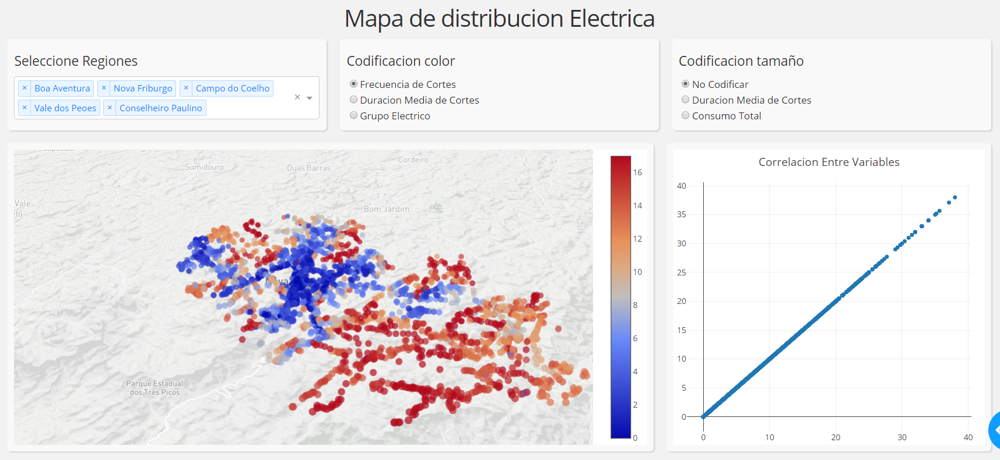 Mapa de distribucion Electrica
Seleccione Regiones
× Boa Aventura × Nova Friburgo × Campo do Coelho
× Vale dos Peoes × Conselheiro Paulino
×
Codificacion color
Frecuencia de Cortes
Duracion Media de Cortes
Grupo Electrico
Codificacion tamaño
No Codificar
Duracion Media de Cortes
Consumo Total
Cordeiro
Sumidouro
Duas Barras
Vale
Bom Jardim
Nova
Parque Estadual
dos Três Picos
16
14
12
10
8
6
4
2
0
Correlacion Entre Variables
40
35
30
25
20
15
10
5
0
0 10 20 30 40